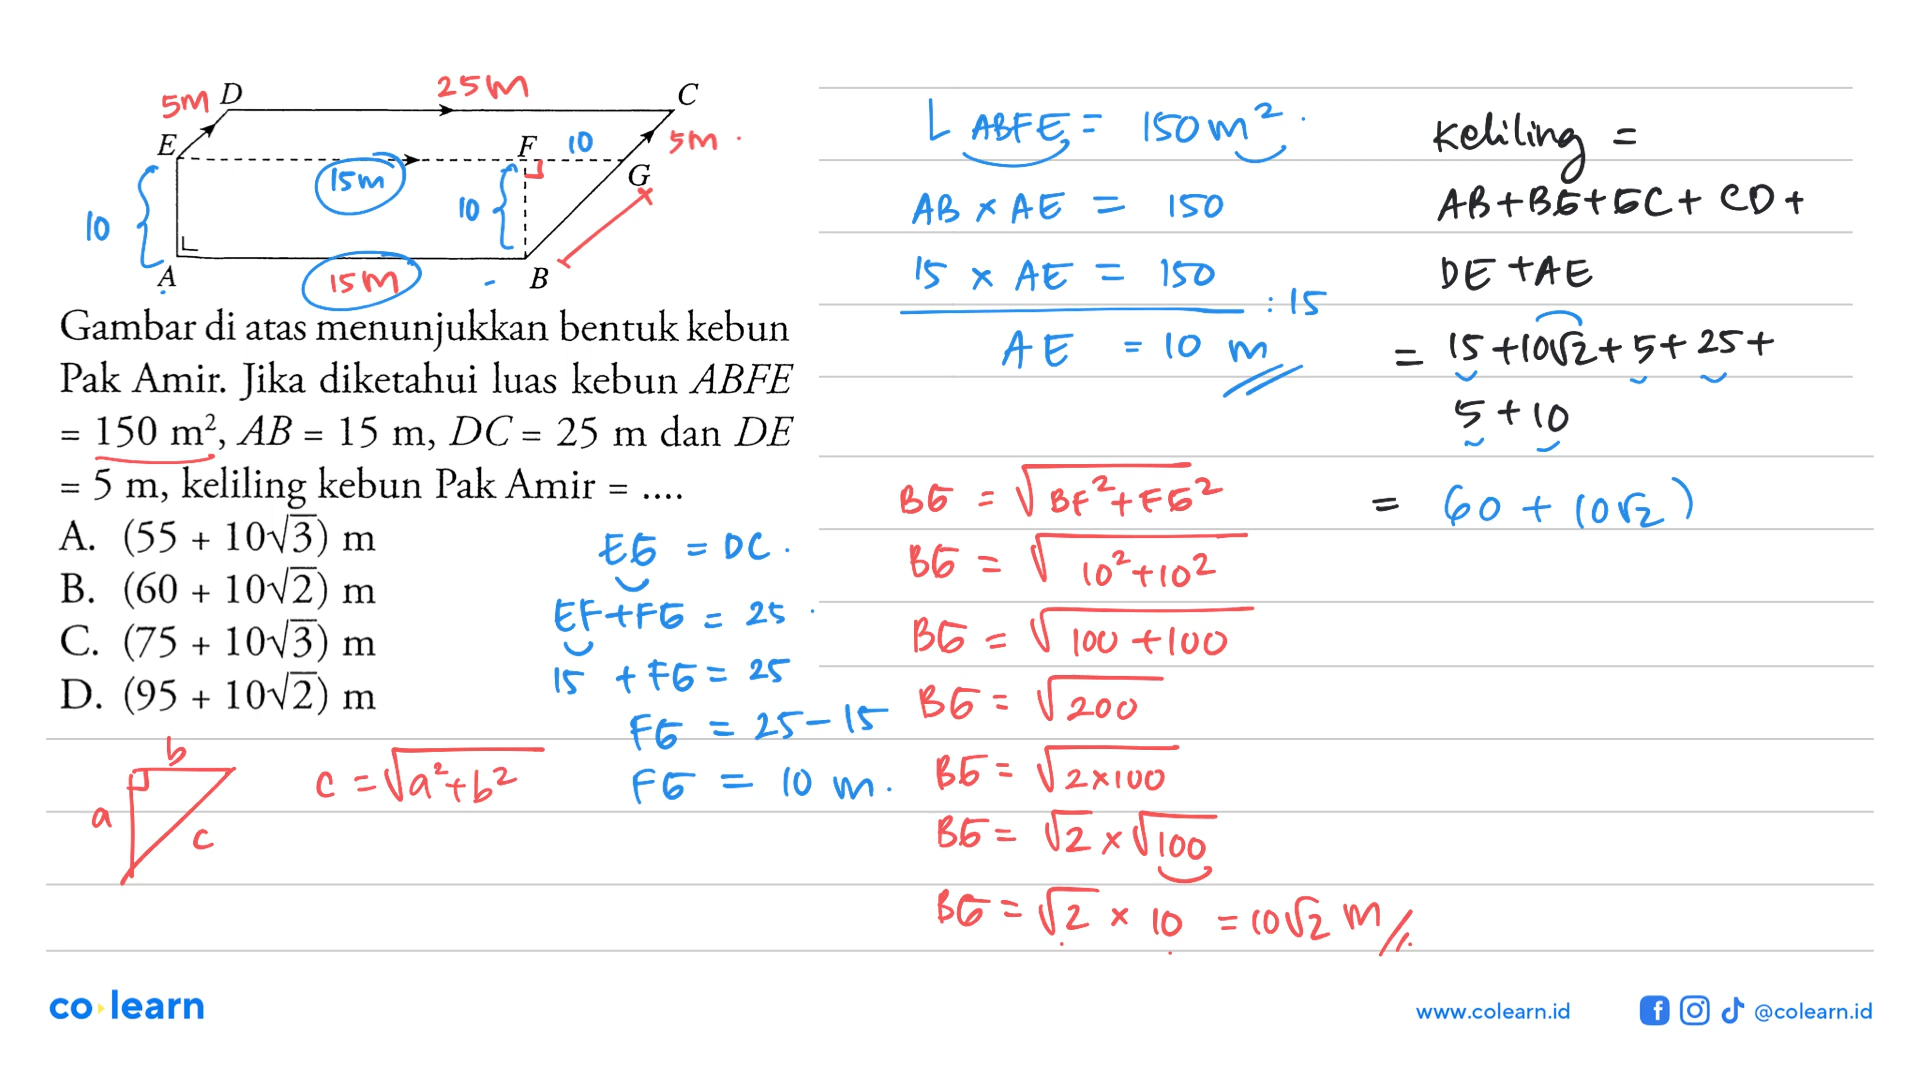 5M D 25M C
E F 10 5M
15m G
10 10
A 15M B
Gambar di atas menunjukkan bentuk kebun
Pak Amir. Jika diketahui luas kebun ABFE
= 150 m², AB = 15 m, DC = 25 m dan DE
= 5 m, keliling kebun Pak Amir = ....
A. (55 + 10√3) m
B. (60 + 10√2) m
C. (75 + 10√3) m
D. (95 + 10√2) m
b
a
c
c = √a²+b²
EG = DC.
EF+FG = 25
15 + FG = 25
FG = 25-15
FG = 10 m.
L ABFE = 150m².
AB x AE = 150
15 x AE = 150
: 15
AE = 10 m
BG = √BF²+FG²
BG = √10²+10²
BG = √100+100
BG = √200
BG = √2x100
BG = √2 x √100
BG = √2 x 10 = 10√2 m
Keliling =
AB+BG+GC+CD+
DE+AE
= 15+10√2+5+25+
5+10
= 60+10√2)
co learn
www.colearn.id
@colearn.id